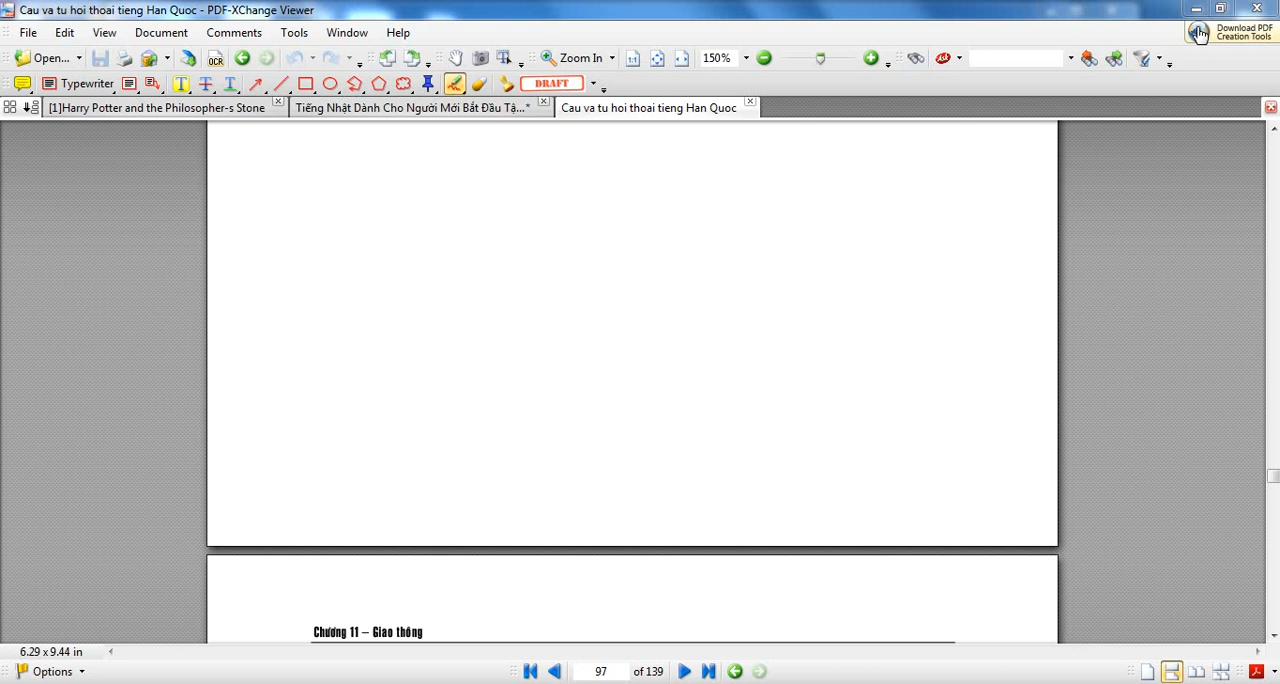 Cau va tu hoi thoai tieng Han Quoc - PDF-XChange Viewer
File Edit View Document Comments Tools Window Help
Download PDF
Creation Tools
Open... OCR Zoom In 1:1 150%
Typewriter T T T DRAFT
[1]Harry Potter and the Philosopher-s Stone
Tiếng Nhật Dành Cho Người Mới Bắt Đầu Tậ...*
Cau va tu hoi thoai tieng Han Quoc
Chương 11 – Giao thông
6.29 x 9.44 in
Options 97 of 139